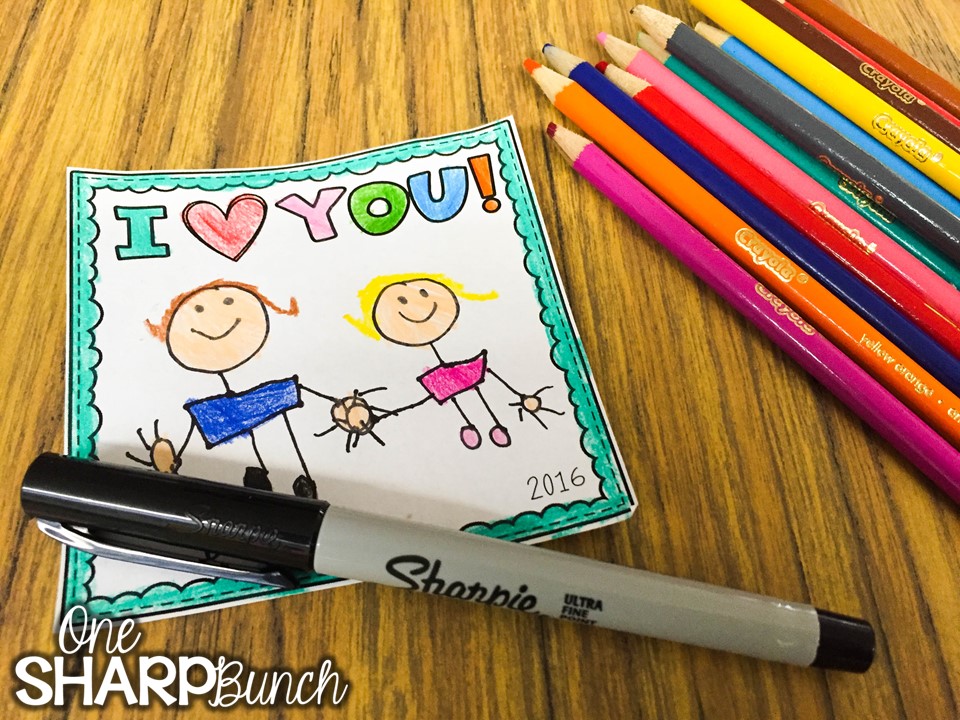 I ♥ YOU!
2016
Crayola
Crayola
Crayola
Crayola
Crayola
yellow orange
Sharpie
Sharpie
ULTRA
FINE
POINT
One
SHARP Bunch